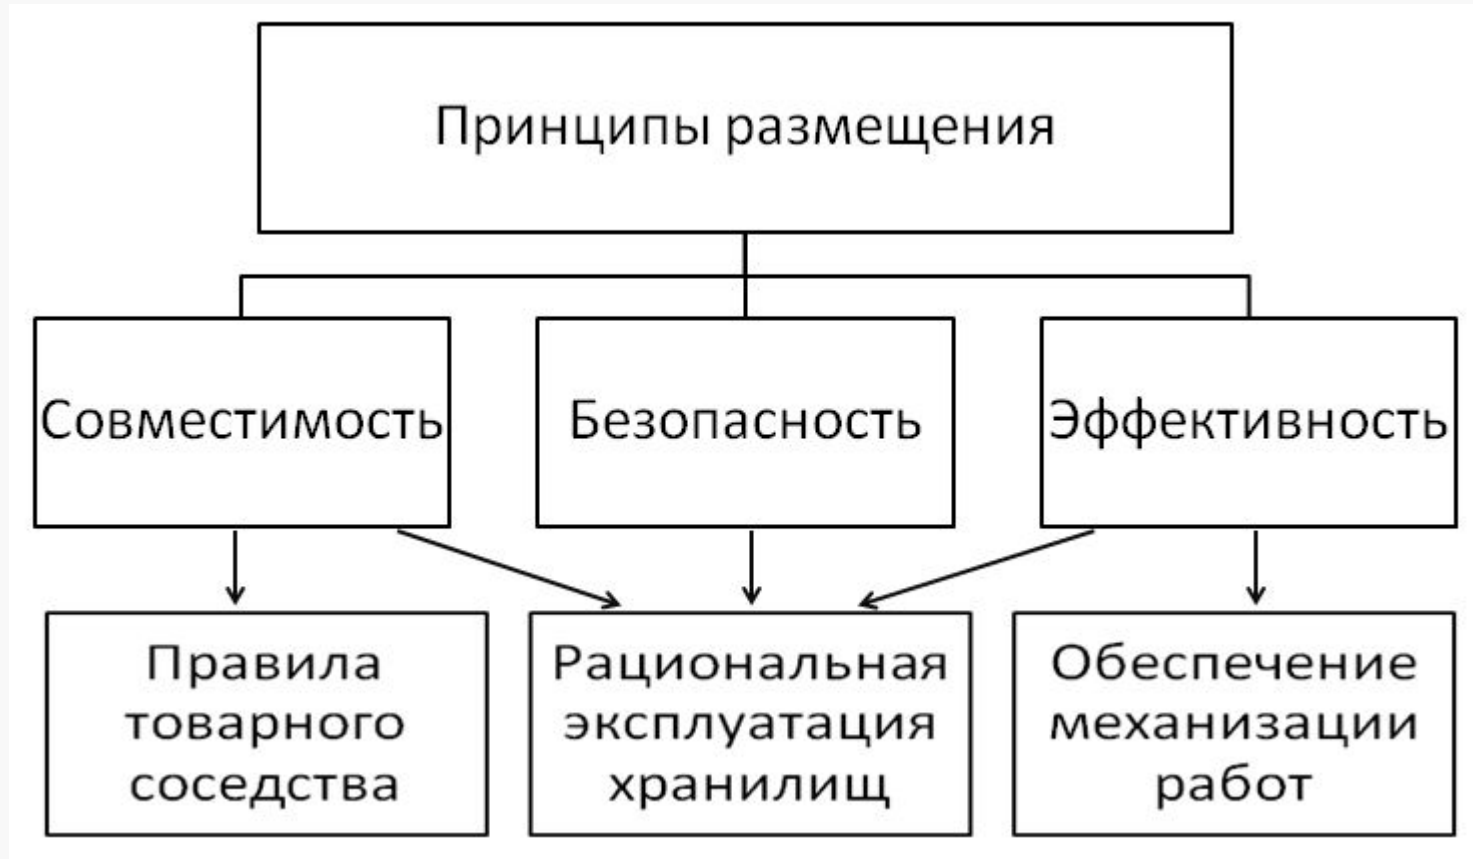 Принципы размещения
Совместимость
Безопасность
Эффективность
Правила
товарного
соседства
Рациональная
эксплуатация
хранилищ
Обеспечение
механизации
работ